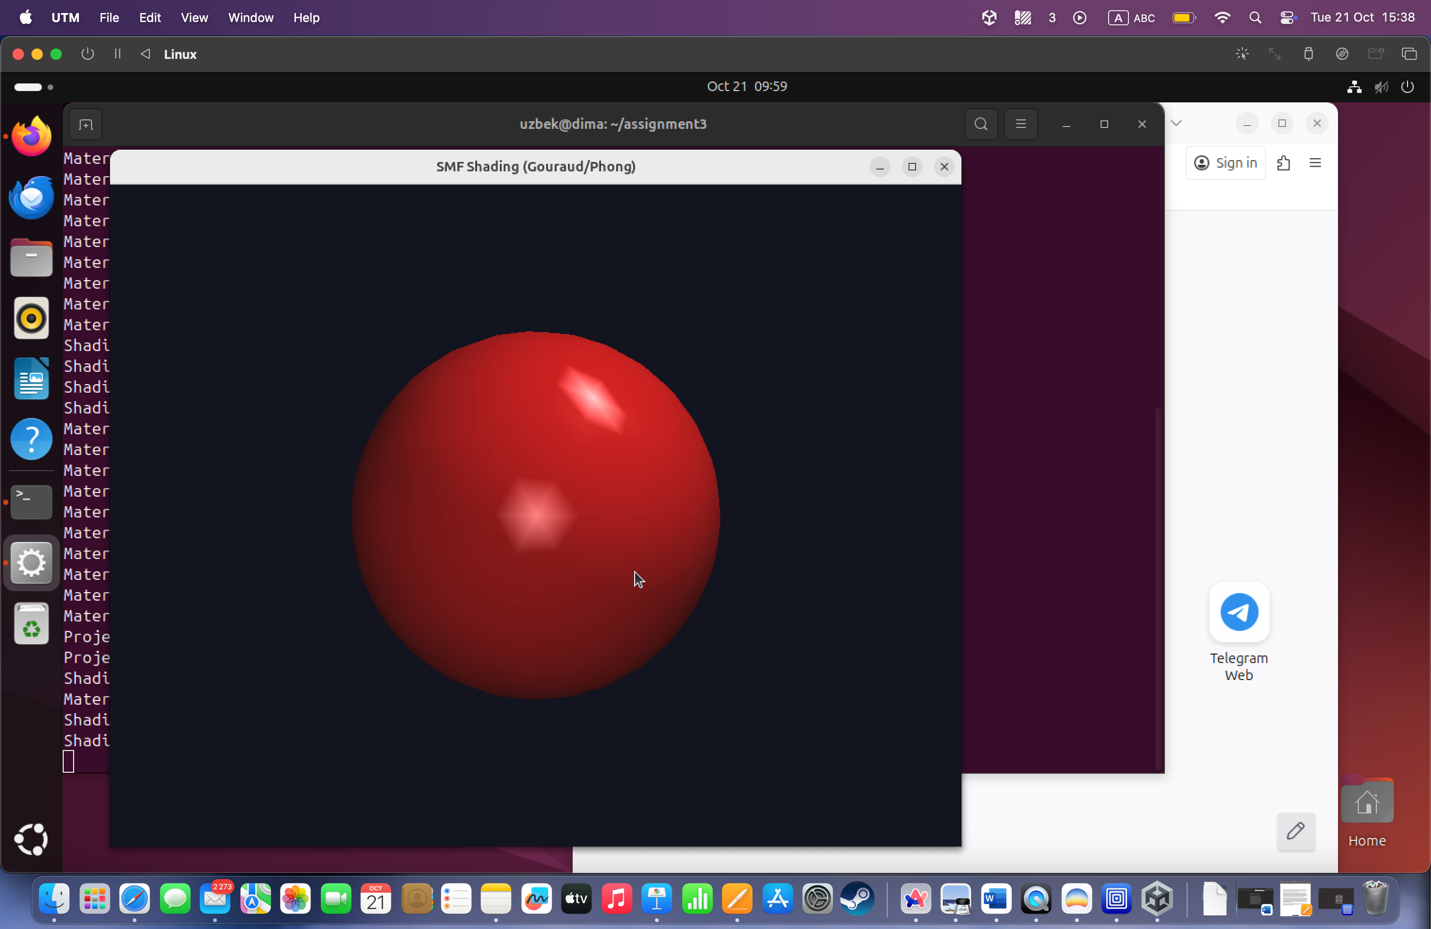 UTM File Edit View Window Help
3 A ABC Tue 21 Oct 15:38
Linux
Oct 21 09:59
uzbek@dima: ~/assignment3
Sign in
SMF Shading (Gouraud/Phong)
Mater
Mater
Mater
Mater
Mater
Mater
Mater
Mater
Mater
Shadi
Shadi
Shadi
Shadi
Mater
Mater
Mater
Mater
Mater
Mater
Mater
Mater
Mater
Mater
Proje
Proje
Shadi
Mater
Shadi
Shadi
Telegram
Web
Home
2 273
OCT
21
tv